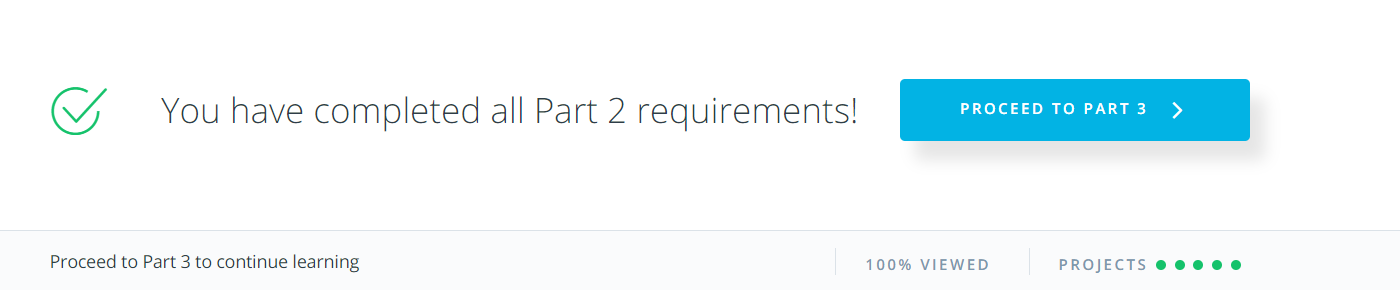 You have completed all Part 2 requirements!
PROCEED TO PART 3
Proceed to Part 3 to continue learning
100% VIEWED
PROJECTS